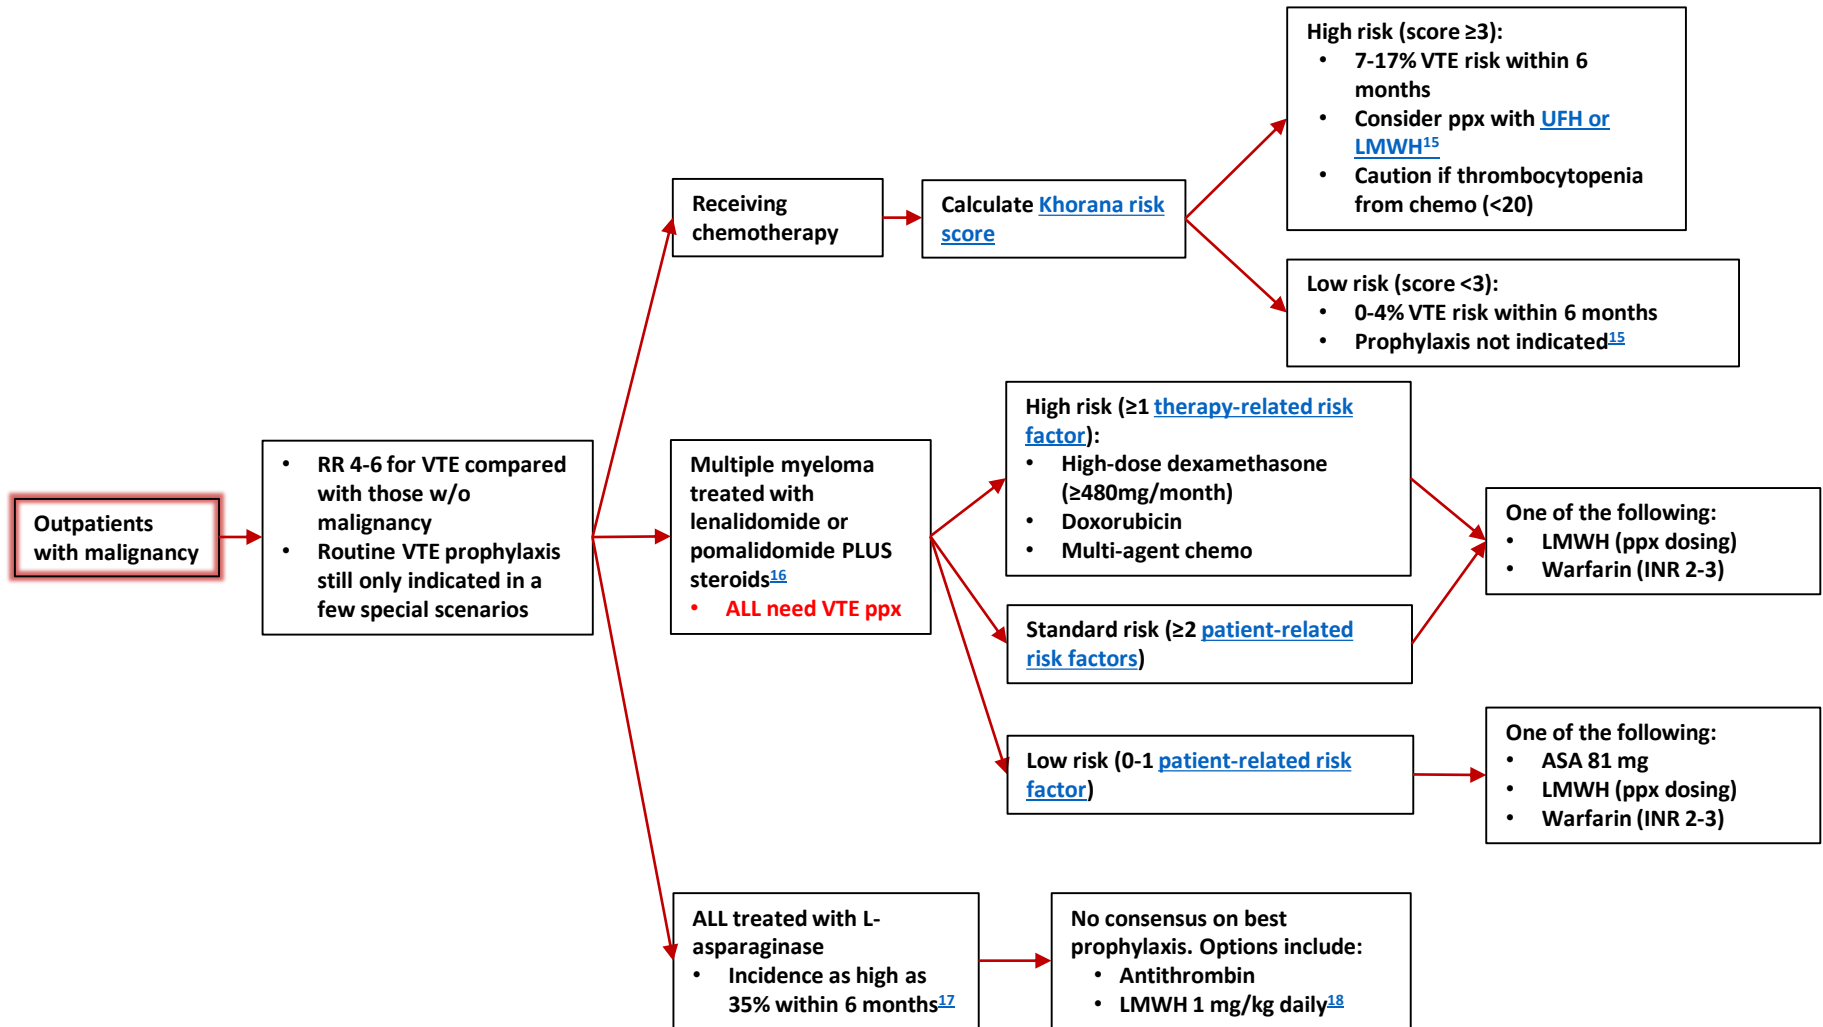 Outpatients
with malignancy
• RR 4-6 for VTE compared
with those w/o
malignancy
• Routine VTE prophylaxis
still only indicated in a
few special scenarios
Receiving
chemotherapy
Calculate Khorana risk
score
High risk (score ≥3):
• 7-17% VTE risk within 6
months
• Consider ppx with UFH or
LMWH15
• Caution if thrombocytopenia
from chemo (<20)
Low risk (score <3):
• 0-4% VTE risk within 6 months
• Prophylaxis not indicated15
Multiple myeloma
treated with
lenalidomide or
pomalidomide PLUS
steroids16
• ALL need VTE ppx
High risk (≥1 therapy-related risk
factor):
• High-dose dexamethasone
(≥480mg/month)
• Doxorubicin
• Multi-agent chemo
Standard risk (≥2 patient-related
risk factors)
One of the following:
• LMWH (ppx dosing)
• Warfarin (INR 2-3)
Low risk (0-1 patient-related risk
factor)
One of the following:
• ASA 81 mg
• LMWH (ppx dosing)
• Warfarin (INR 2-3)
ALL treated with L-
asparaginase
• Incidence as high as
35% within 6 months17
No consensus on best
prophylaxis. Options include:
• Antithrombin
• LMWH 1 mg/kg daily18